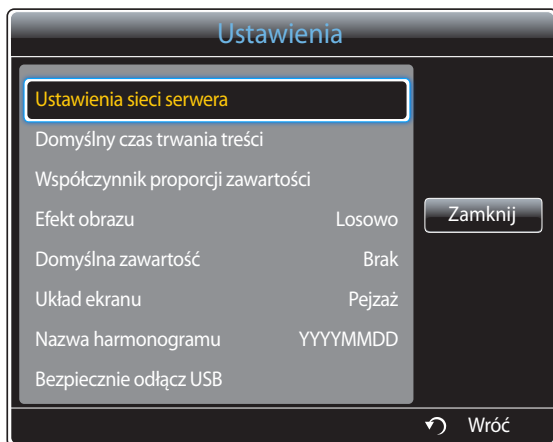 Ustawienia
Ustawienia sieci serwera
Domyślny czas trwania treści
Współczynnik proporcji zawartości
Efekt obrazu Losowo
Domyślna zawartość Brak
Układ ekranu Pejzaż
Nazwa harmonogramu YYYYMMDD
Bezpiecznie odłącz USB
Zamknij
Wróć